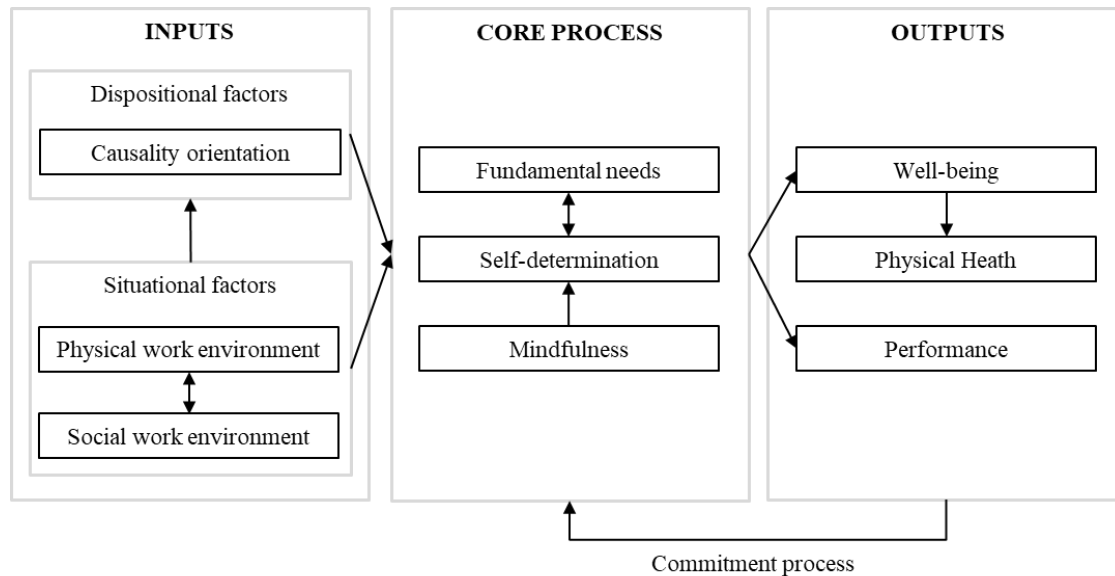 INPUTS
Dispositional factors
Causality orientation
Situational factors
Physical work environment
Social work environment
CORE PROCESS
Fundamental needs
Self-determination
Mindfulness
OUTPUTS
Well-being
Physical Heath
Performance
Commitment process